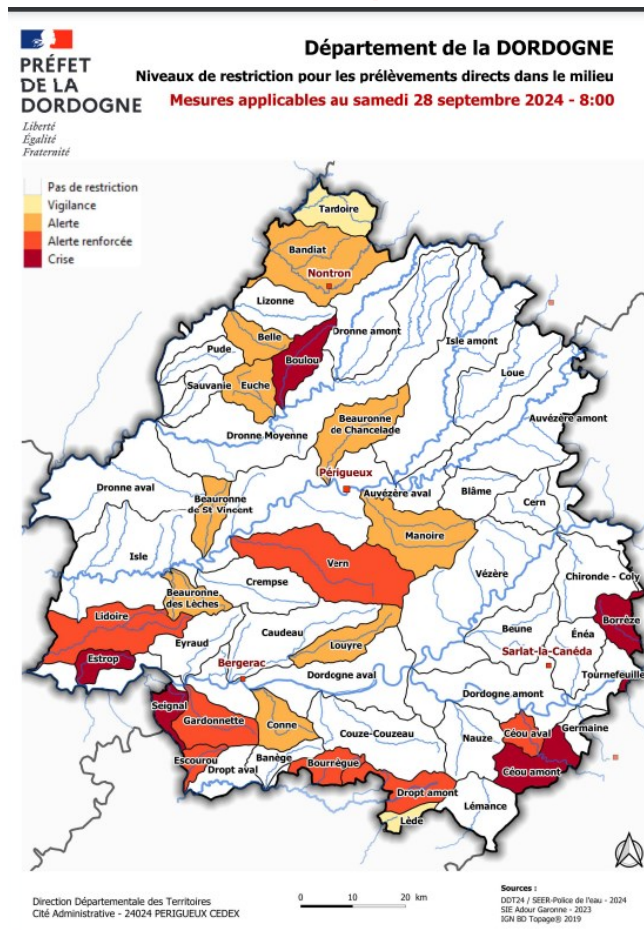 PRÉFET
DE LA
DORDOGNE
Liberté
Égalité
Fraternité
Département de la DORDOGNE
Niveaux de restriction pour les prélèvements directs dans le milieu
Mesures applicables au samedi 28 septembre 2024 - 8:00
Pas de restriction
Vigilance
Alerte
Alerte renforcée
Crise
Tardoire
Bandiat
Nontron
Lizonne
Belle
Dronne amont
Isle amont
Pude
Boulou
Loue
Sauvanie
Euche
Auvézère amont
Beauronne
de Chancelade
Dronne Moyenne
Périgueux
Dronne aval
Beauronne
de St Vincent
Auvézère aval
Blâme
Cern
Manoire
Isle
Vern
Vézère
Chironde - Coly
Crempse
Beauronne
des Lèches
Lidoire
Borrèze
Caudeau
Beune
Énéa
Eyraud
Louyre
Sarlat-la-Canéda
Estrop
Bergerac
Dordogne aval
Tournefeuille
Dordogne amont
Seignal
Gardonnette
Conne
Couze-Couzeau
Nauze
Céou aval
Germaine
Escourou
Banège
Bourrègue
Céou amont
Dropt aval
Dropt amont
Lémance
Lède
Direction Départementale des Territoires
Cité Administrative - 24024 PERIGUEUX CEDEX
0 10 20 km
Sources :
DDT24 / SEER-Police de l'eau - 2024
SIE Adour Garonne - 2023
IGN BD Topage® 2019